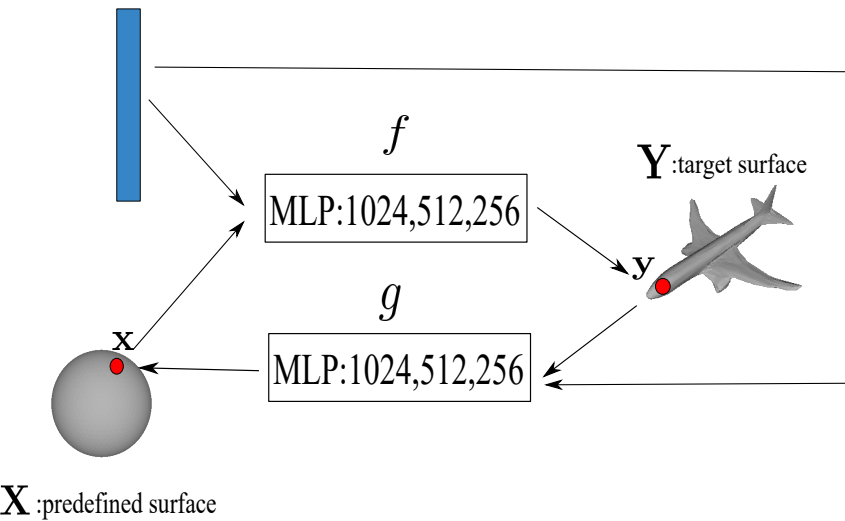 f
Y:target surface
MLP:1024,512,256
y
g
x
MLP:1024,512,256
X :predefined surface